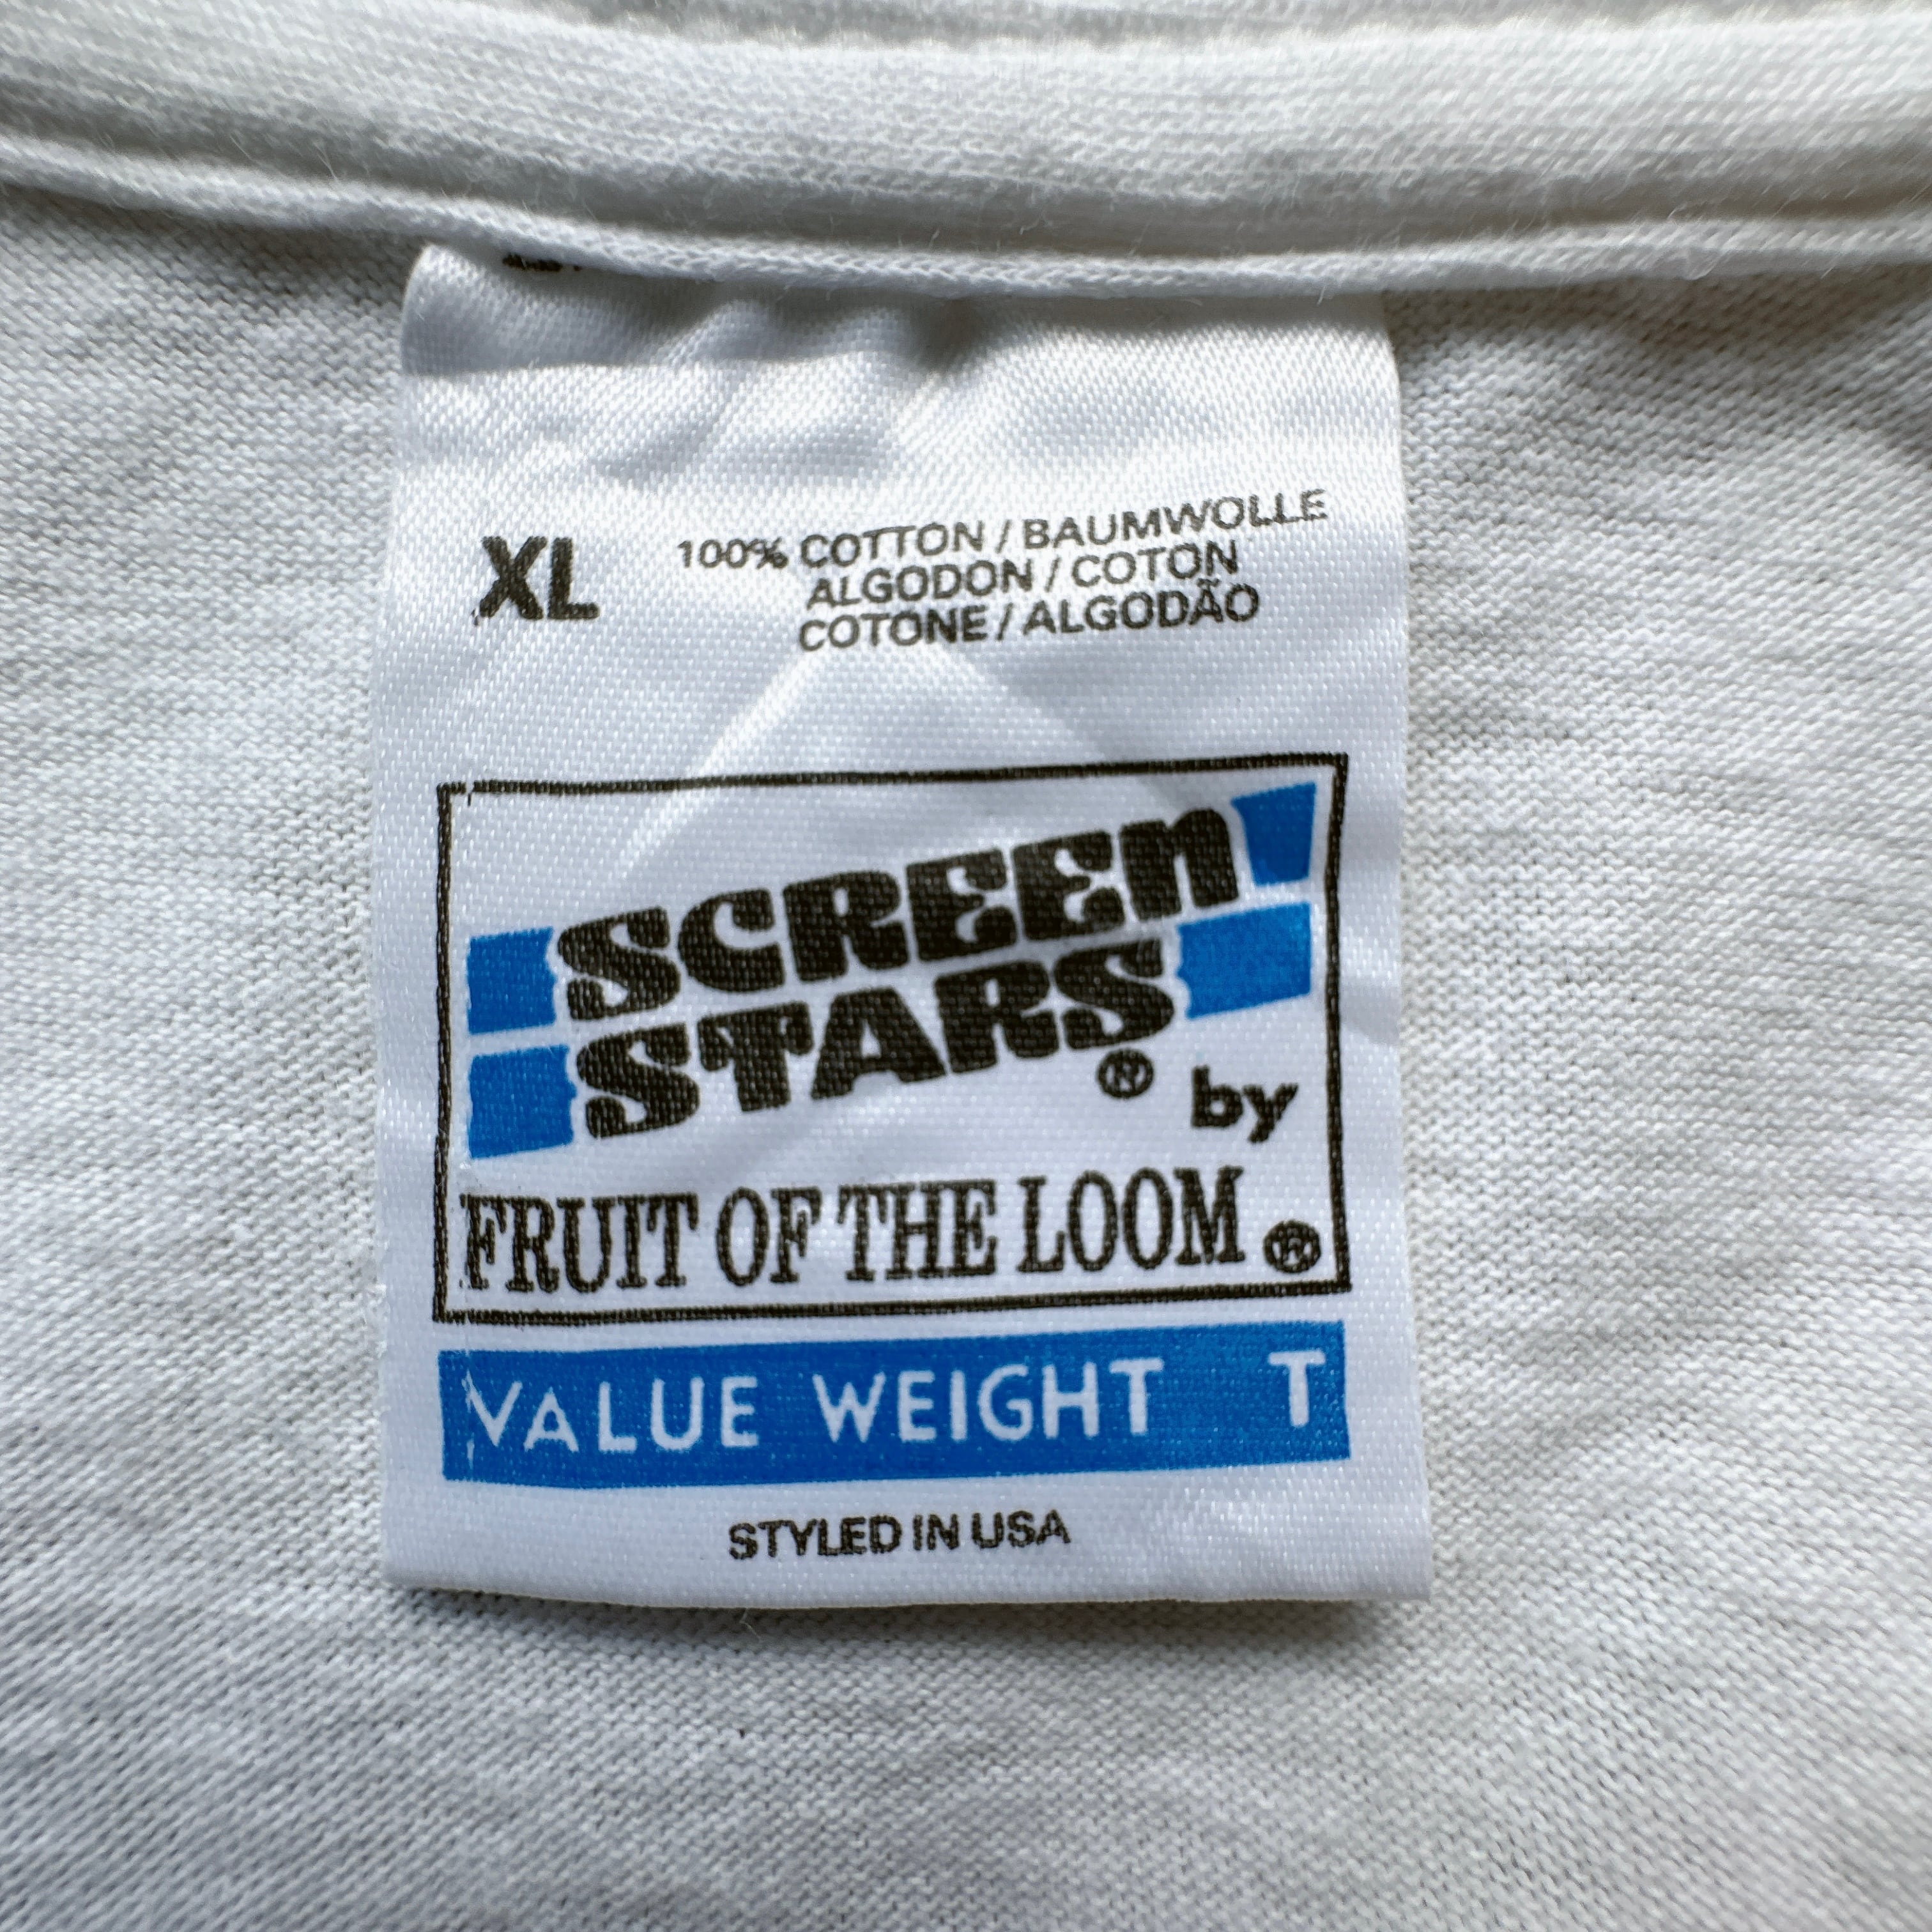 XL
100% COTTON / BAUMWOLLE
ALGODON / COTON
COTONE / ALGODÃO
SCREEN
STARS® by
FRUIT OF THE LOOM®
VALUE WEIGHT T
STYLED IN USA